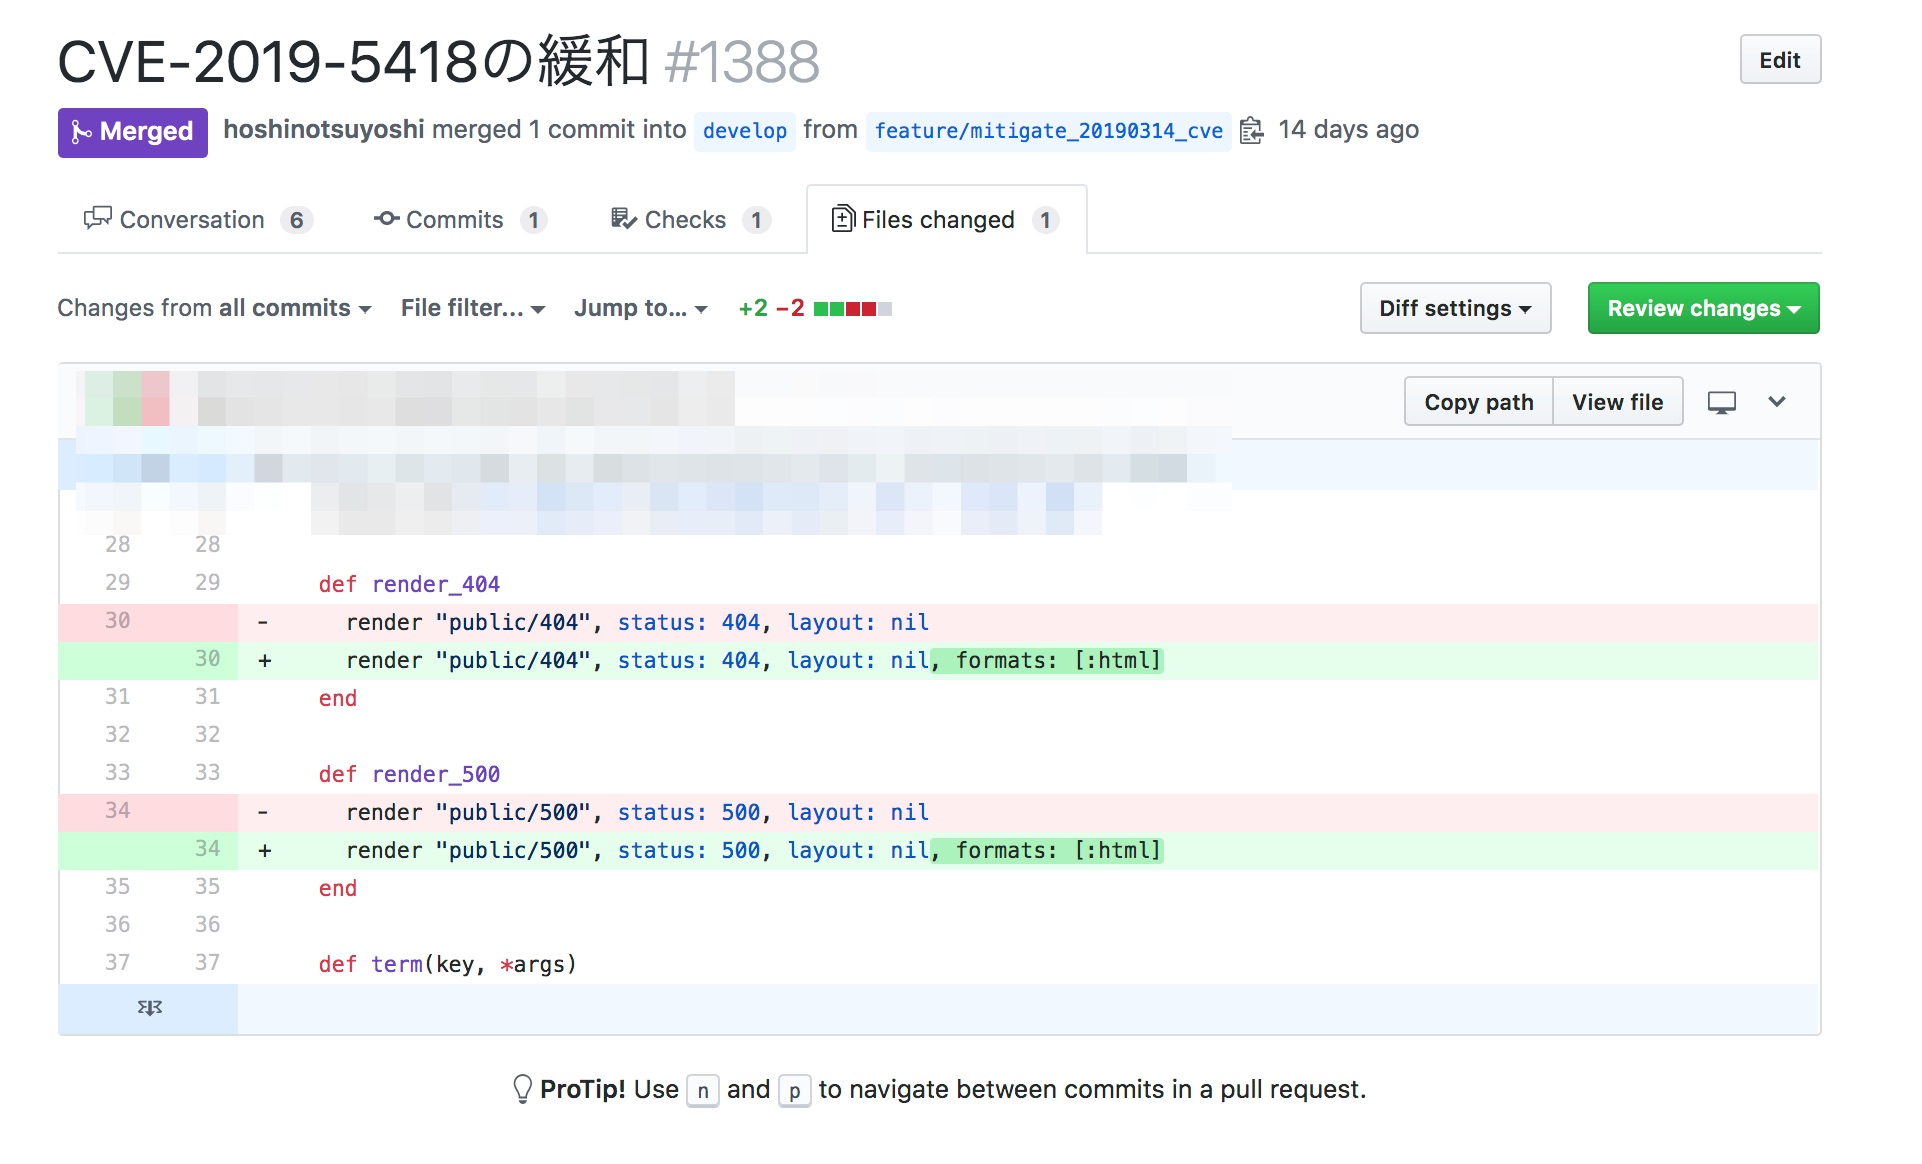 CVE-2019-5418の緩和 #1388
Edit
Merged hoshinotsuyoshi merged 1 commit into develop from feature/mitigate_20190314_cve 14 days ago
Conversation 6 Commits 1 Checks 1 Files changed 1
Changes from all commits File filter... Jump to... +2 −2 Diff settings Review changes
Copy path View file
28 28
29 29 def render_404
30 - render "public/404", status: 404, layout: nil
30 + render "public/404", status: 404, layout: nil, formats: [:html]
31 31 end
32 32
33 33 def render_500
34 - render "public/500", status: 500, layout: nil
34 + render "public/500", status: 500, layout: nil, formats: [:html]
35 35 end
36 36
37 37 def term(key, *args)
ProTip! Use n and p to navigate between commits in a pull request.